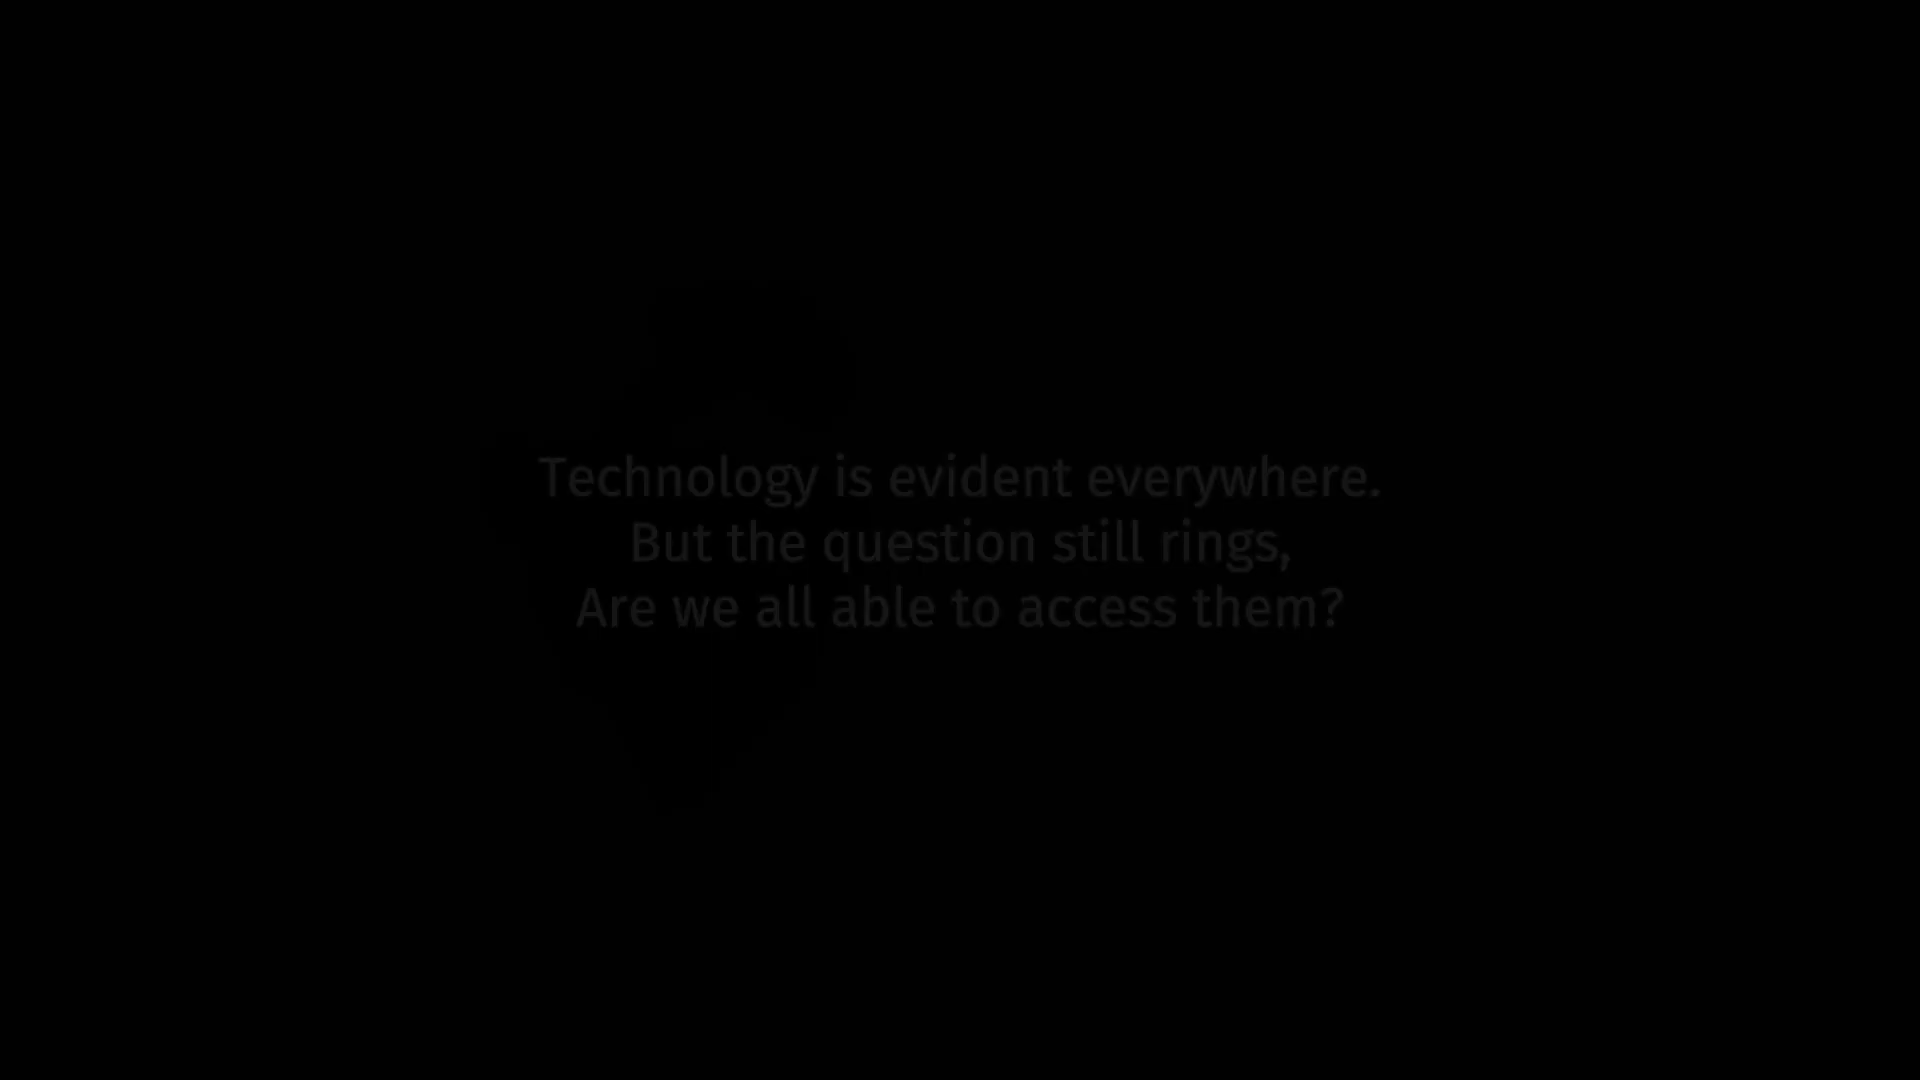 Technology is evident everywhere.
But the question still rings,
Are we all able to access them?